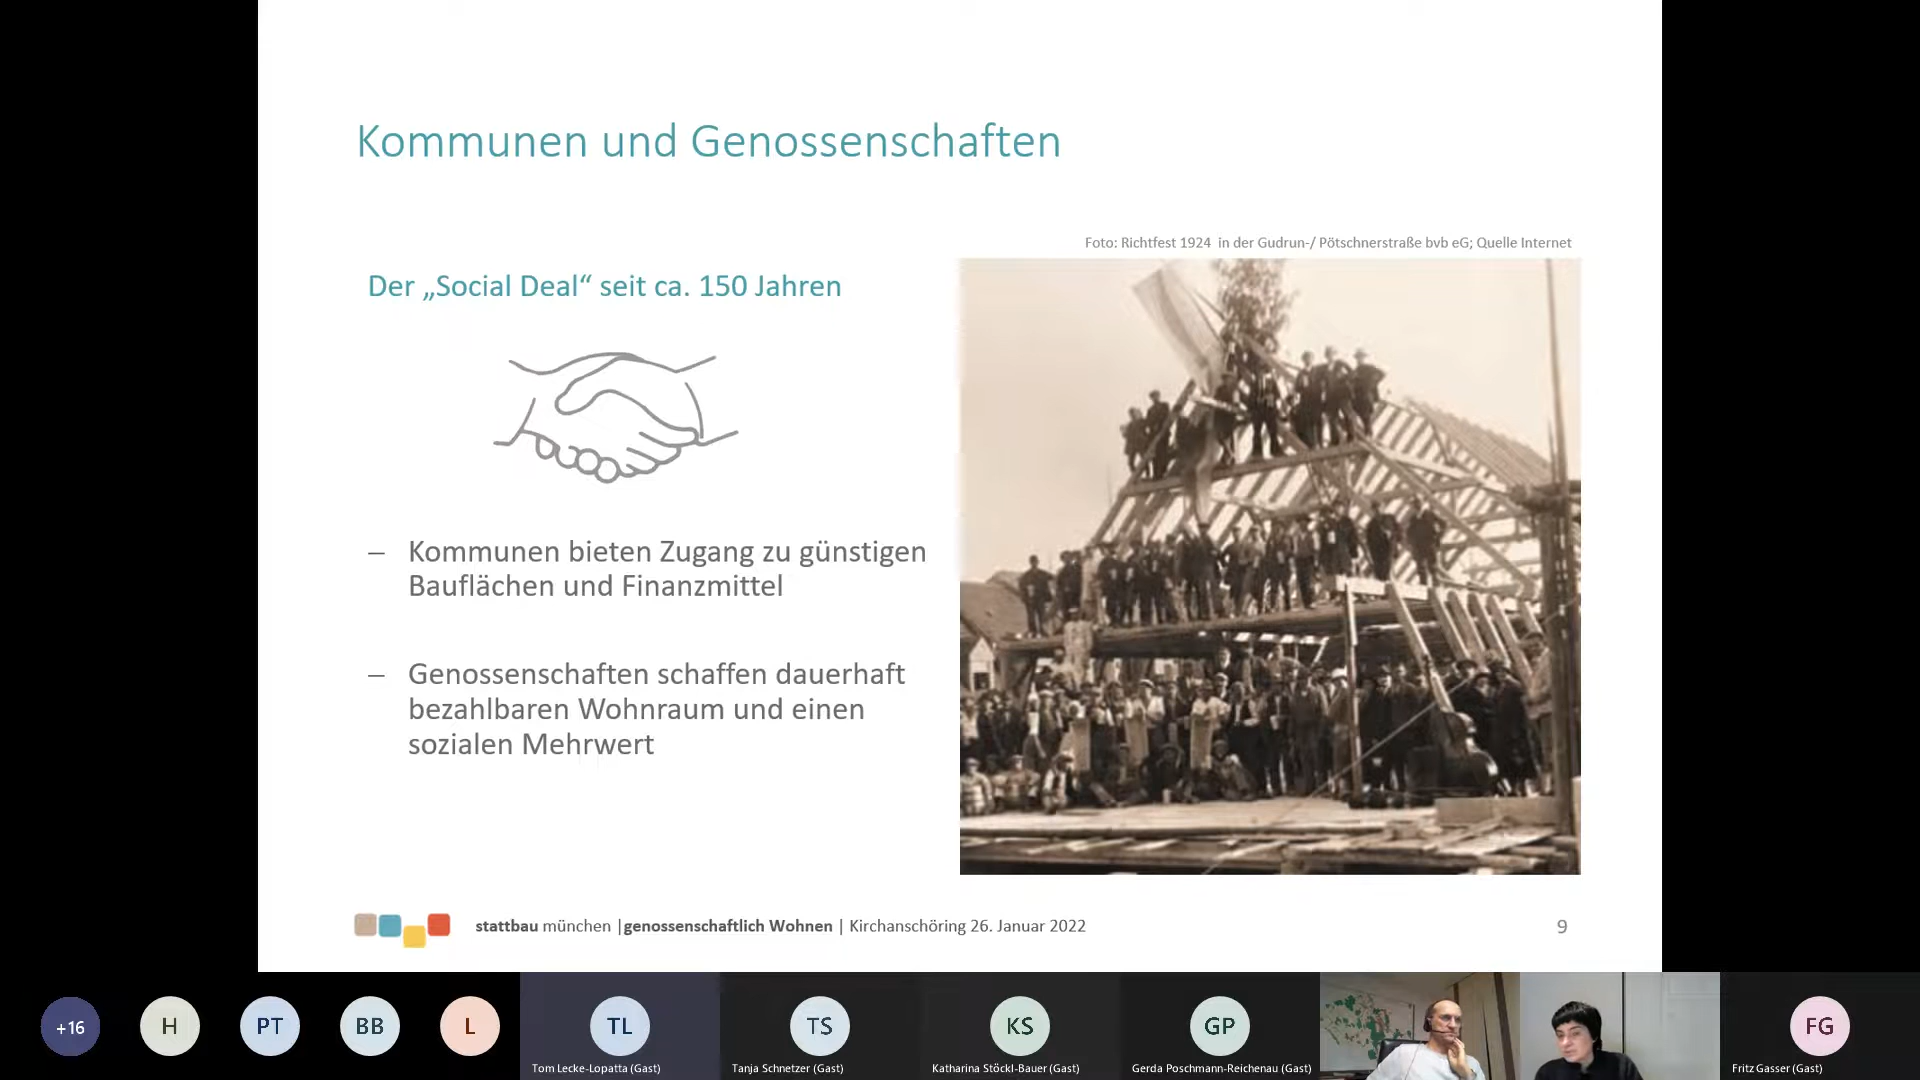 Kommunen und Genossenschaften
Foto: Richtfest 1924 in der Gudrun-/ Pötschnerstraße bvb eG; Quelle Internet
Der „Social Deal“ seit ca. 150 Jahren
– Kommunen bieten Zugang zu günstigen
Bauflächen und Finanzmittel
– Genossenschaften schaffen dauerhaft
bezahlbaren Wohnraum und einen
sozialen Mehrwert
stattbau münchen |genossenschaftlich Wohnen | Kirchanschöring 26. Januar 2022
9
+16
H
PT
BB
L
TL
TS
KS
GP
FG
Tom Lecke-Lopatta (Gast)
Tanja Schnetzer (Gast)
Katharina Stöckl-Bauer (Gast)
Gerda Poschmann-Reichenau (Gast)
Fritz Gasser (Gast)